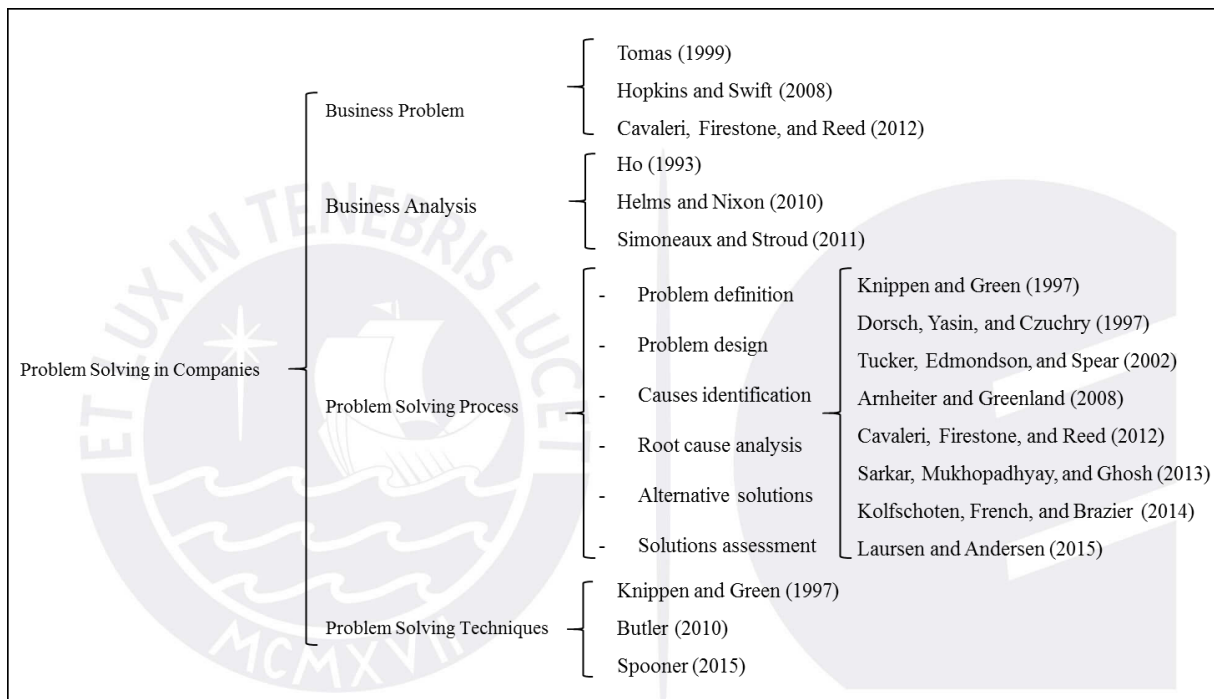 Problem Solving in Companies
Business Problem
Tomas (1999)
Hopkins and Swift (2008)
Cavaleri, Firestone, and Reed (2012)
Business Analysis
Ho (1993)
Helms and Nixon (2010)
Simoneaux and Stroud (2011)
Problem Solving Process
- Problem definition
- Problem design
- Causes identification
- Root cause analysis
- Alternative solutions
- Solutions assessment
Knippen and Green (1997)
Dorsch, Yasin, and Czuchry (1997)
Tucker, Edmondson, and Spear (2002)
Arnheiter and Greenland (2008)
Cavaleri, Firestone, and Reed (2012)
Sarkar, Mukhopadhyay, and Ghosh (2013)
Kolfschoten, French, and Brazier (2014)
Laursen and Andersen (2015)
Problem Solving Techniques
Knippen and Green (1997)
Butler (2010)
Spooner (2015)
ET LUX IN TENEBRIS LUCET
MCMXVII